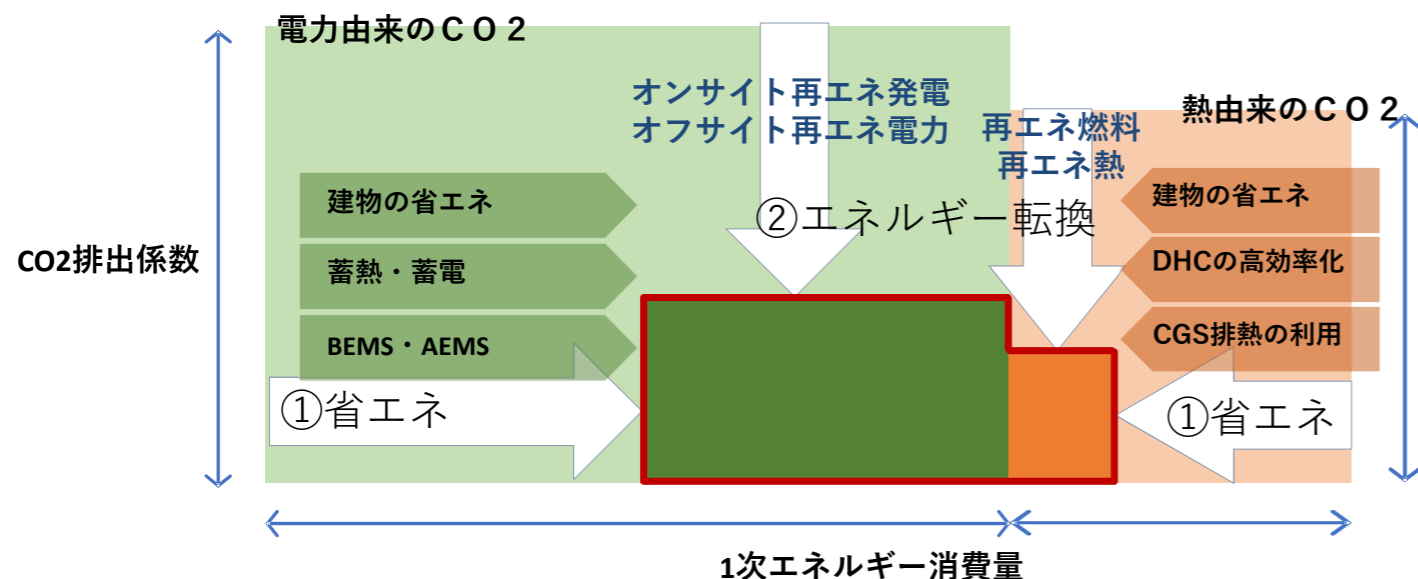 電力由来のＣＯ２
オンサイト再エネ発電
オフサイト再エネ電力
再エネ燃料
再エネ熱
熱由来のＣＯ２
建物の省エネ
蓄熱・蓄電
BEMS・AEMS
①省エネ
②エネルギー転換
建物の省エネ
DHCの高効率化
CGS排熱の利用
①省エネ
CO2排出係数
1次エネルギー消費量